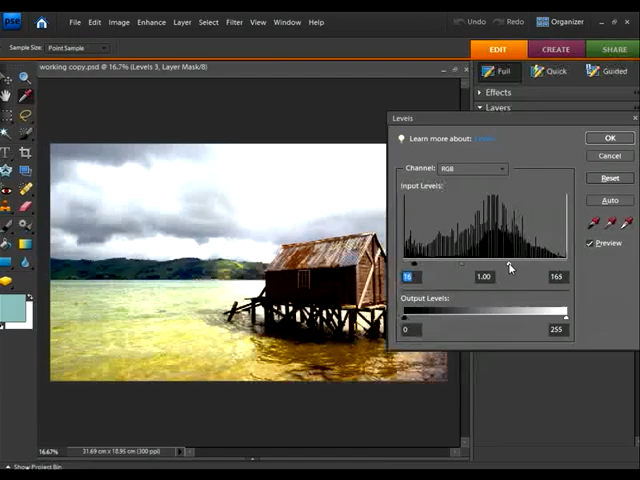 pse File Edit Image Enhance Layer Select Filter View Window Help Undo Redo Organizer
Sample Size: Point Sample EDIT CREATE SHARE
working copy.psd @ 16.7% (Levels 3, Layer Mask/8) Full Quick Guided
Effects
Layers
Levels
Learn more about: OK
Cancel
Channel: RGB
Reset
Input Levels:
Auto
Preview
16 1.00 165
Output Levels:
0 255
16.67% 31.69 cm x 18.95 cm (300 ppi)
Show Project Bin